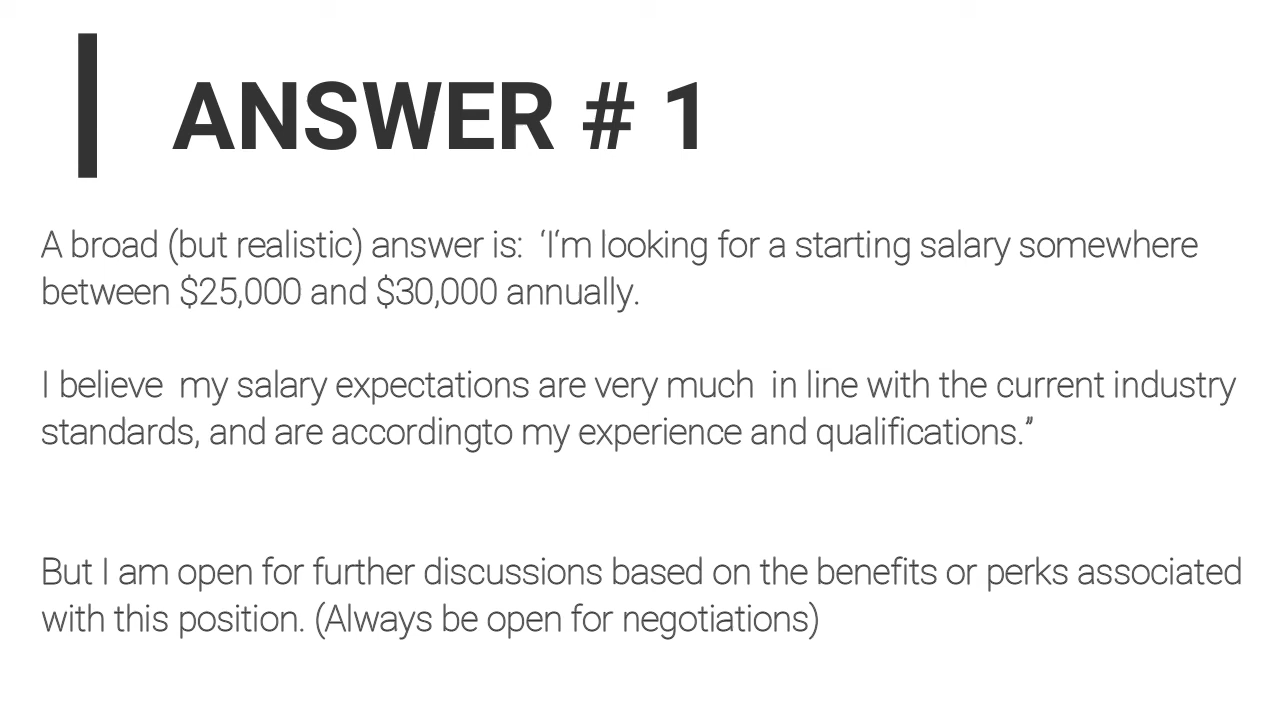 ANSWER # 1
A broad (but realistic) answer is:  ‘I‘m looking for a starting salary somewhere
between $25,000 and $30,000 annually.
I believe  my salary expectations are very much  in line with the current industry
standards, and are accordingto my experience and qualifications.”
But I am open for further discussions based on the benefits or perks associated
with this position. (Always be open for negotiations)